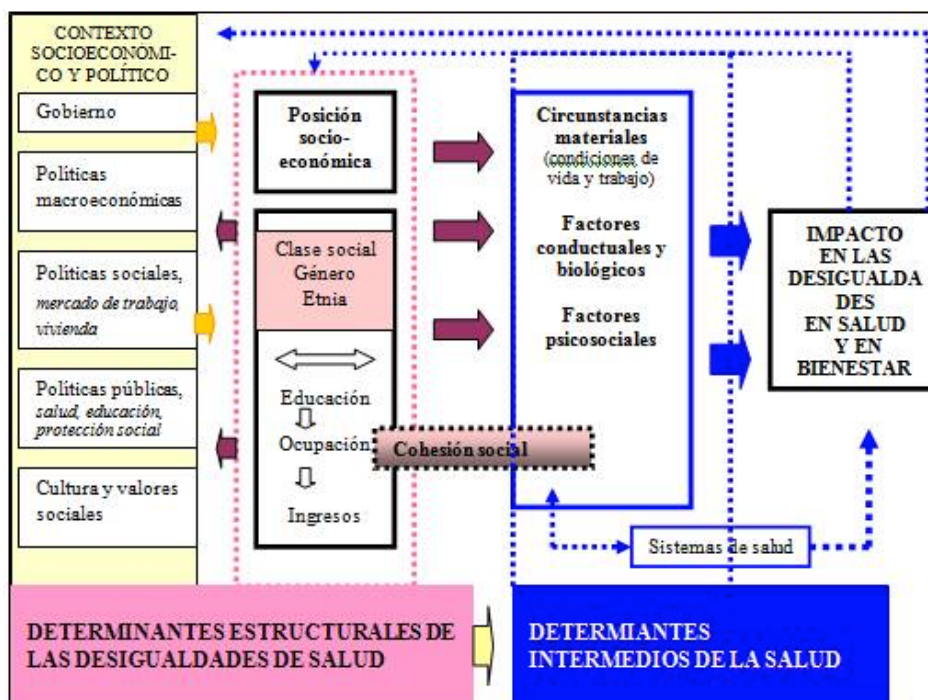 CONTEXTO
SOCIOECONÓMI-
CO Y POLÍTICO
Gobierno
Políticas
macroeconómicas
Políticas sociales,
mercado de trabajo,
vivienda
Políticas públicas,
salud, educación,
protección social
Cultura y valores
sociales
Posición
socio-
económica
Clase social
Género
Etnia
Educación
Ocupación
Ingresos
Cohesión social
Circunstancias
materiales
(condiciones de
vida y trabajo)
Factores
conductuales y
biológicos
Factores
psicosociales
Sistemas de salud
IMPACTO
EN LAS
DESIGUALDA
DES
EN SALUD
Y EN
BIENESTAR
DETERMINANTES ESTRUCTURALES DE
LAS DESIGUALDADES DE SALUD
DETERMIANTES
INTERMEDIOS DE LA SALUD